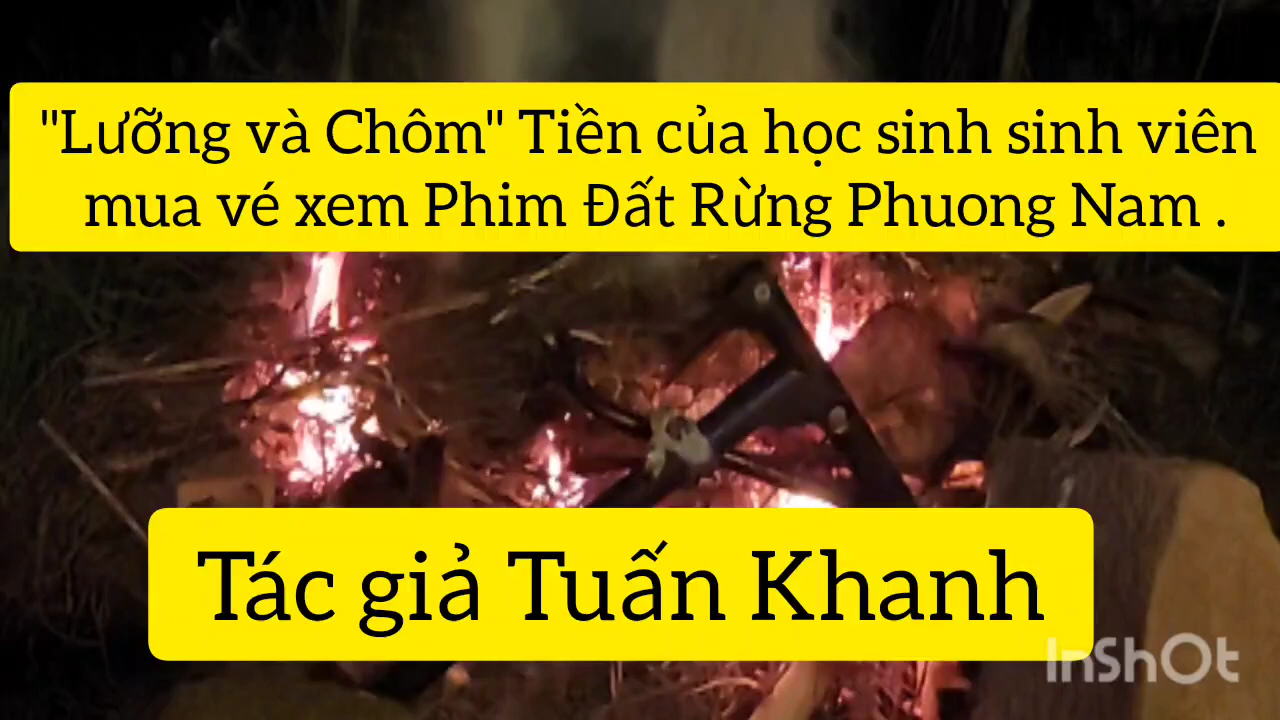 "Lưỡng và Chôm" Tiền của học sinh sinh viên
mua vé xem Phim Đất Rừng Phuong Nam .
Tác giả Tuấn Khanh
InShOt